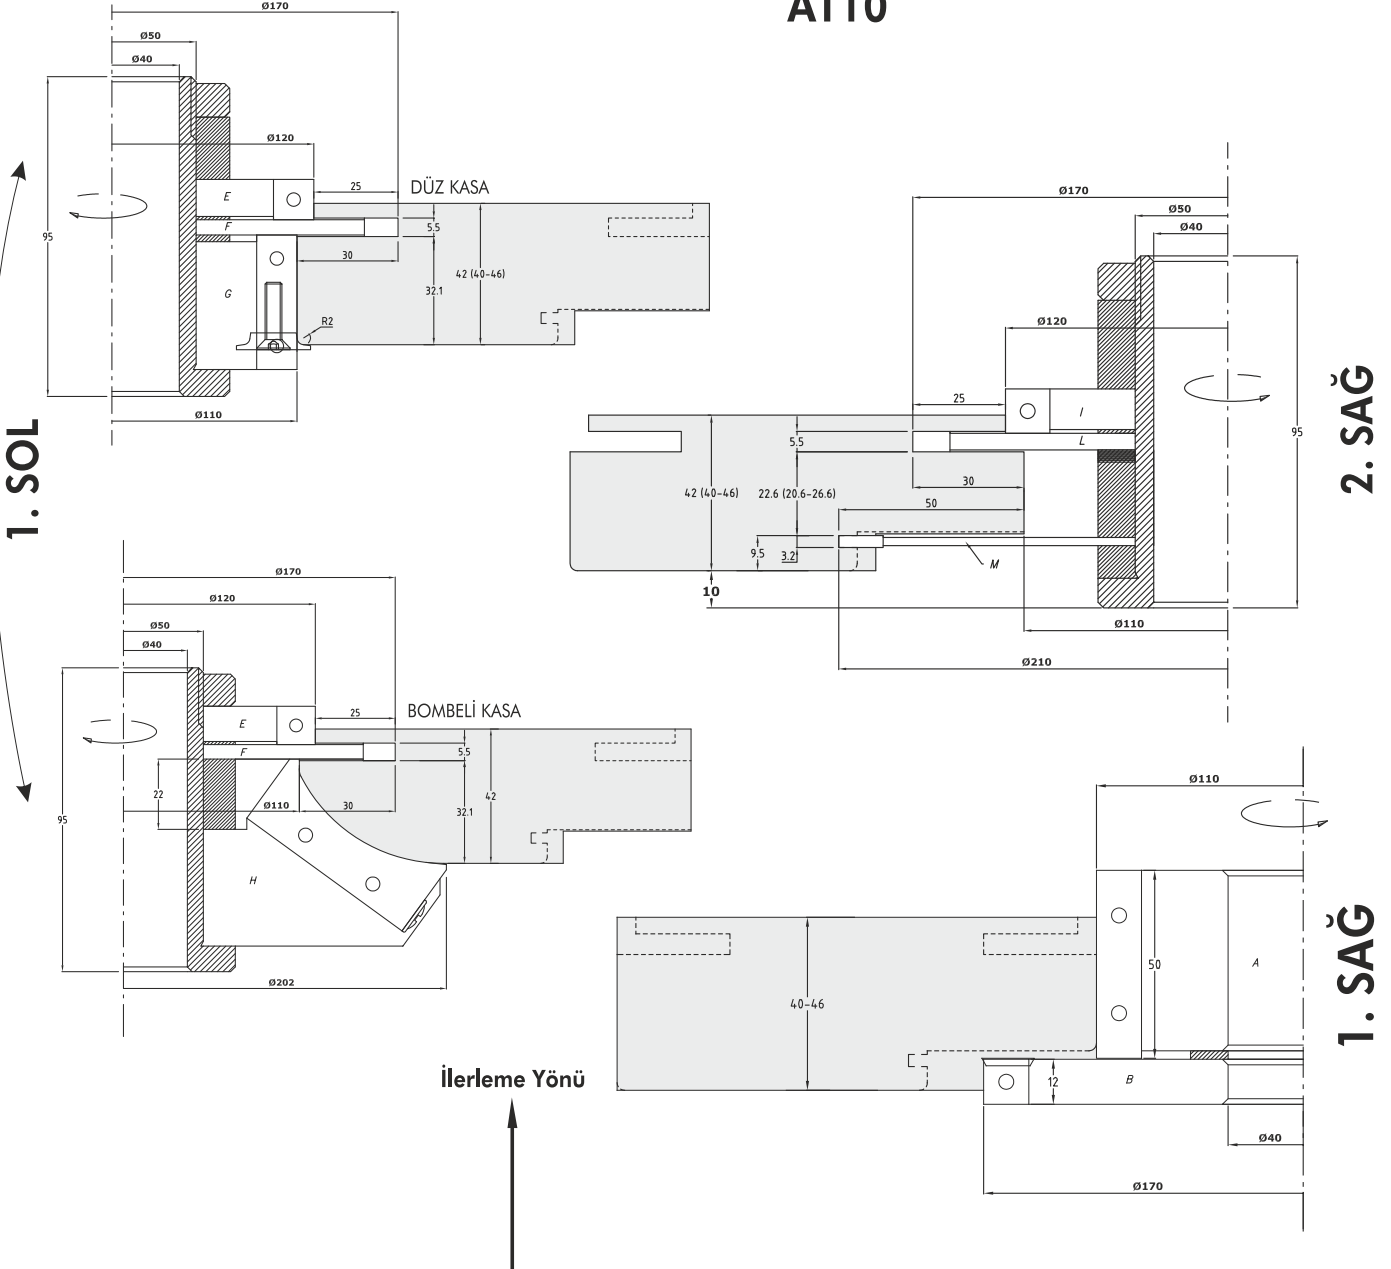 A110
Ø170
Ø50
Ø40
Ø120
25
DÜZ KASA
E
F
5.5
30
42 (40-46)
32.1
G
R2
95
Ø110
1. SOL
Ø170
Ø50
Ø40
Ø120
25
I
L
5.5
95
30
42 (40-46)
22.6 (20.6-26.6)
50
9.5
3.2
M
10
Ø110
Ø210
2. SAĞ
Ø170
Ø120
Ø50
Ø40
25
BOMBELİ KASA
E
F
5.5
22
Ø110
30
42
32.1
95
H
Ø202
Ø110
50
A
40-46
12
B
Ø40
Ø170
1. SAĞ
İlerleme Yönü